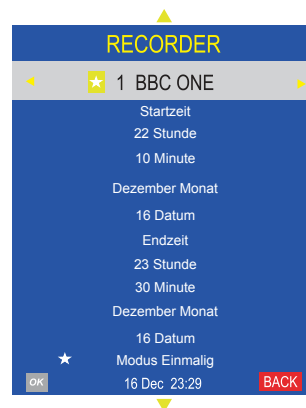 RECORDER
1 BBC ONE
Startzeit
22 Stunde
10 Minute
Dezember Monat
16 Datum
Endzeit
23 Stunde
30 Minute
Dezember Monat
16 Datum
Modus Einmalig
OK 16 Dec 23:29 BACK